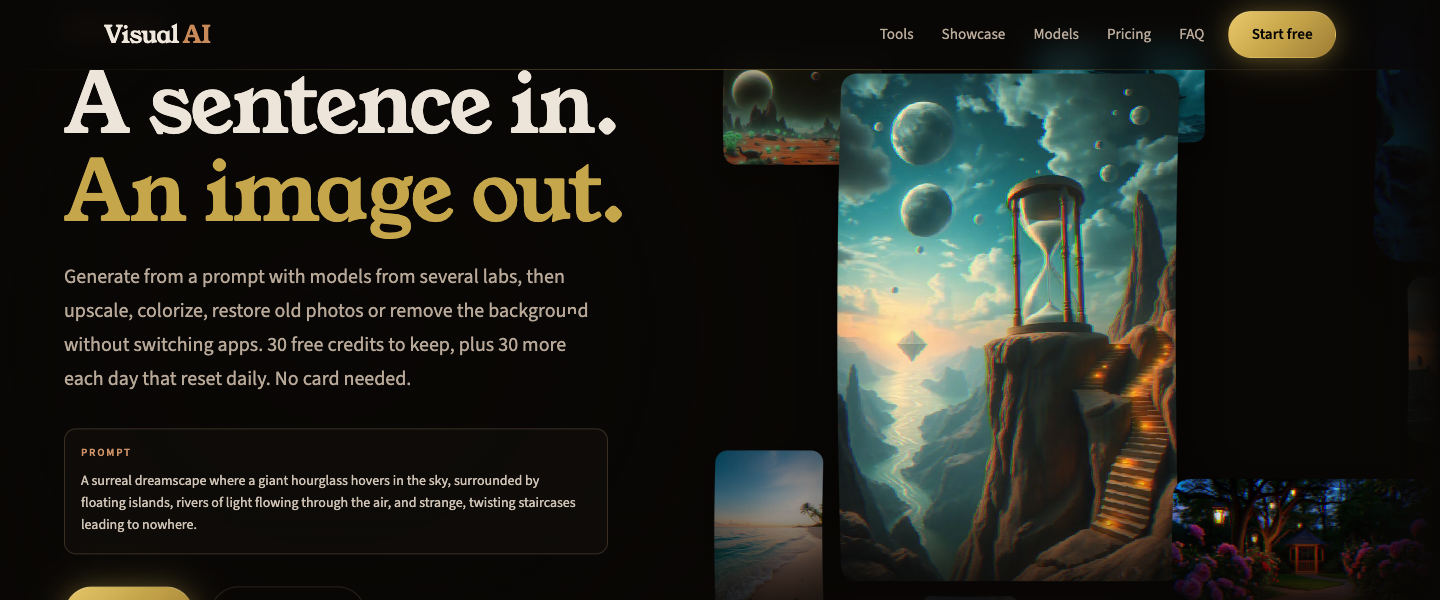 Visual AI
Tools Showcase Models Pricing FAQ Start free
A sentence in.
An image out.
Generate from a prompt with models from several labs, then
upscale, colorize, restore old photos or remove the background
without switching apps. 30 free credits to keep, plus 30 more
each day that reset daily. No card needed.
PROMPT
A surreal dreamscape where a giant hourglass hovers in the sky, surrounded by
floating islands, rivers of light flowing through the air, and strange, twisting staircases
leading to nowhere.